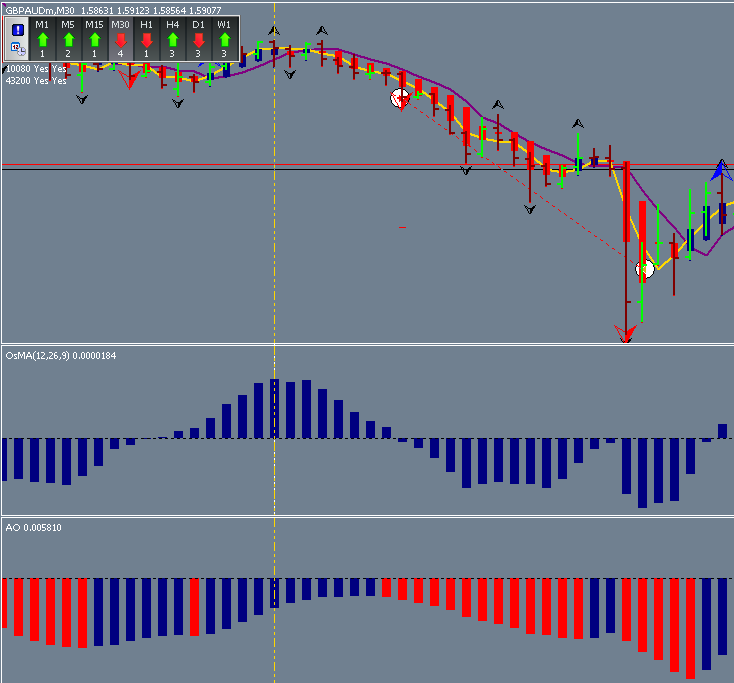 GBPAUDm,M30 1.58631 1.59123 1.58564 1.59077
M1 M5 M15 M30 H1 H4 D1 W1
1 2 1 4 1 3 3 3
10080 Yes Yes
43200 Yes Yes
OsMA(12,26,9) 0.0000184
AO 0.005810